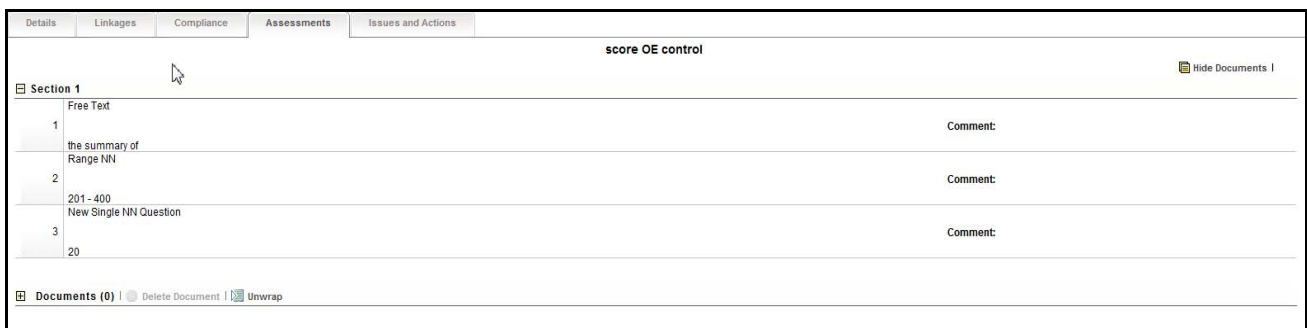 Details Linkages Compliance Assessments Issues and Actions
score OE control
Hide Documents |
Section 1
Free Text
1 Comment:
the summary of
Range NN
2 Comment:
201 - 400
New Single NN Question
3 Comment:
20
Documents (0) | Delete Document | Unwrap